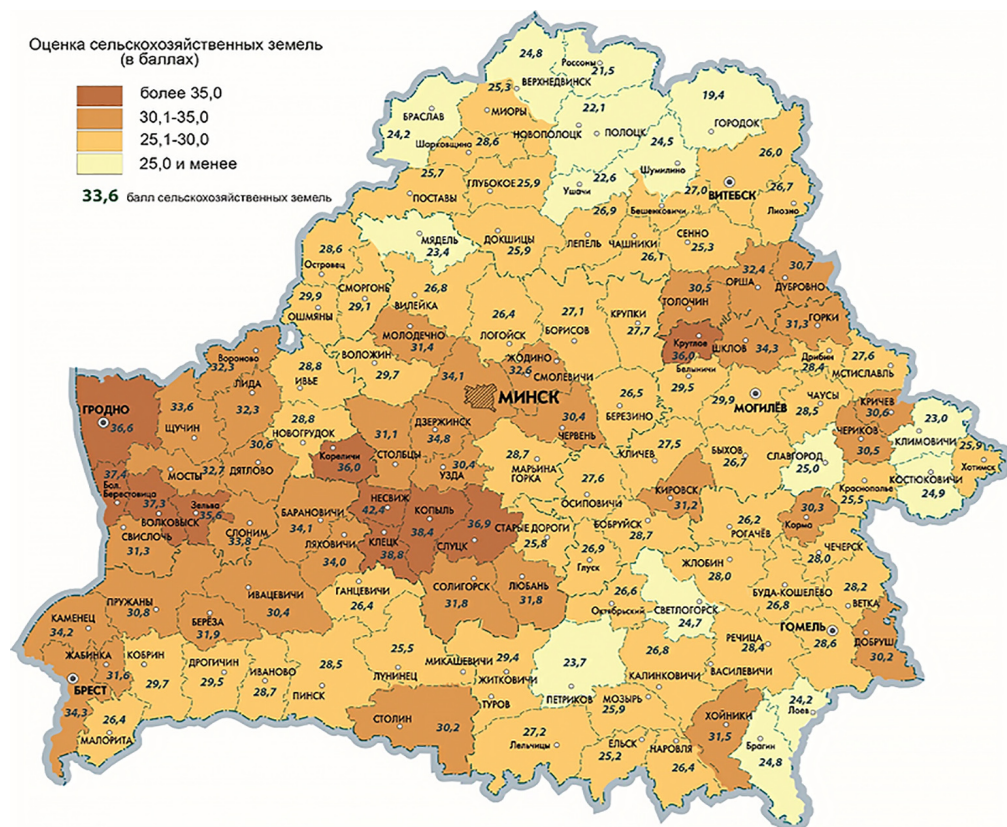 Оценка сельскохозяйственных земель
(в баллах)
более 35,0
30,1-35,0
25,1-30,0
25,0 и менее
33,6 балл сельскохозяйственных земель
24,8
Россоны
21,5
25,3
ВЕРХНЕДВИНСК
19,4
БРАСЛАВ
МИОРЫ
22,1
24,2
НОВОПОЛОЦК
ПОЛОЦК
ГОРОДОК
Шарковщина
28,6
24,5
26,0
Шумилино
25,7
ГЛУБОКОЕ
25,9
22,6
Ушачи
27,0
ВИТЕБСК
26,7
ПОСТАВЫ
26,9
Бешенковичи
Лиозно
МЯДЕЛЬ
23,4
ДОКШИЦЫ
25,9
ЛЕПЕЛЬ
ЧАШНИКИ
26,1
СЕННО
25,3
28,6
Островец
СМОРГОНЬ
29,1
26,8
ВИЛЕЙКА
32,4
ОРША
30,7
ДУБРОВНО
29,9
ОШМЯНЫ
26,4
ЛОГОЙСК
27,1
БОРИСОВ
КРУПКИ
27,7
30,5
ТОЛОЧИН
31,3
ГОРКИ
МОЛОДЕЧНО
31,4
Круглое
36,0
ШКЛОВ
34,3
Вороново
32,3
ВОЛОЖИН
29,7
ЖОДИНО
32,6
СМОЛЕВИЧИ
Дрибин
28,4
27,6
МСТИСЛАВЛЬ
ЛИДА
32,3
28,8
ИВЬЕ
34,1
МИНСК
Белыничи
29,5
29,9
МОГИЛЁВ
ЧАУСЫ
28,5
КРИЧЕВ
30,6
ГРОДНО
36,6
33,6
ЩУЧИН
26,5
БЕРЕЗИНО
23,0
КЛИМОВИЧИ
28,8
НОВОГРУДОК
30,6
31,1
СТОЛБЦЫ
ДЗЕРЖИНСК
34,8
30,4
ЧЕРВЕНЬ
ЧЕРИКОВ
30,5
25,9
Хотимск
37,4
Бол.
Берестовица
МОСТЫ
32,7
ДЯТЛОВО
Кореличи
36,0
30,4
УЗДА
28,7
МАРЬИНА
ГОРКА
27,5
КЛИЧЕВ
БЫХОВ
26,7
СЛАВГОРОД
25,0
КОСТЮКОВИЧИ
24,9
37,3
ВОЛКОВЫСК
Зельва
35,6
НЕСВИЖ
42,4
КОПЫЛЬ
38,4
27,6
ОСИПОВИЧИ
КИРОВСК
31,2
Краснополье
25,5
СВИСЛОЧЬ
31,3
СЛОНИМ
33,8
БАРАНОВИЧИ
34,1
ЛЯХОВИЧИ
34,0
КЛЕЦК
38,8
36,9
СЛУЦК
СТАРЫЕ ДОРОГИ
25,8
БОБРУЙСК
28,7
26,2
РОГАЧЁВ
30,3
Корма
26,9
Глуск
ЖЛОБИН
28,0
ЧЕЧЕРСК
28,0
ПРУЖАНЫ
30,8
ИВАЦЕВИЧИ
30,4
ГАНЦЕВИЧИ
26,4
СОЛИГОРСК
31,8
ЛЮБАНЬ
31,8
26,6
Октябрьский
СВЕТЛОГОРСК
24,7
БУДА-КОШЕЛЁВО
26,8
28,2
ВЕТКА
КАМЕНЕЦ
34,2
БЕРЁЗА
31,9
ГОМЕЛЬ
28,6
ДОБРУШ
30,2
ЖАБИНКА
31,6
КОБРИН
29,7
ДРОГИЧИН
29,5
ИВАНОВО
28,7
28,5
ПИНСК
25,5
ЛУНИНЕЦ
МИКАШЕВИЧИ
29,4
ЖИТКОВИЧИ
23,7
ПЕТРИКОВ
26,8
КАЛИНКОВИЧИ
РЕЧИЦА
28,4
ВАСИЛЕВИЧИ
БРЕСТ
34,3
26,4
МАЛОРИТА
СТОЛИН
30,2
ТУРОВ
МОЗЫРЬ
25,9
24,2
Лоев
ХОЙНИКИ
31,5
27,2
Лельчицы
ЕЛЬСК
25,2
НАРОВЛЯ
26,4
Брагин
24,8